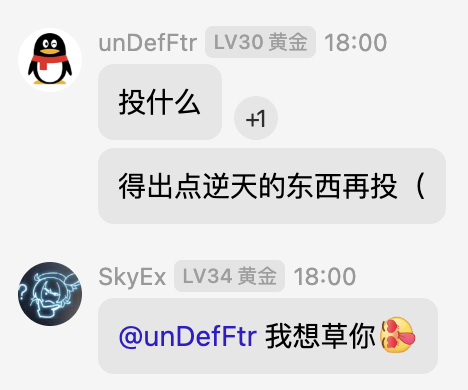 unDefFtr LV30 黄金 18:00
投什么
+1
得出点逆天的东西再投（
SkyEx LV34 黄金 18:00
@unDefFtr 我想草你